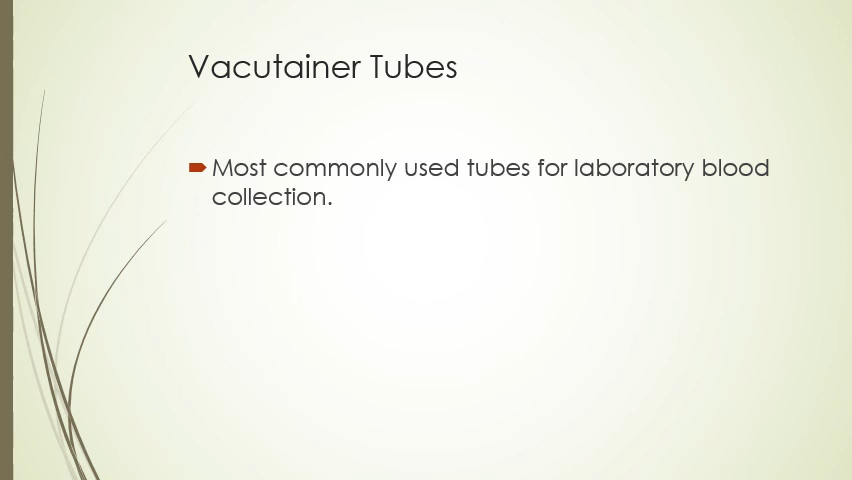 Vacutainer Tubes
Most commonly used tubes for laboratory blood
collection.